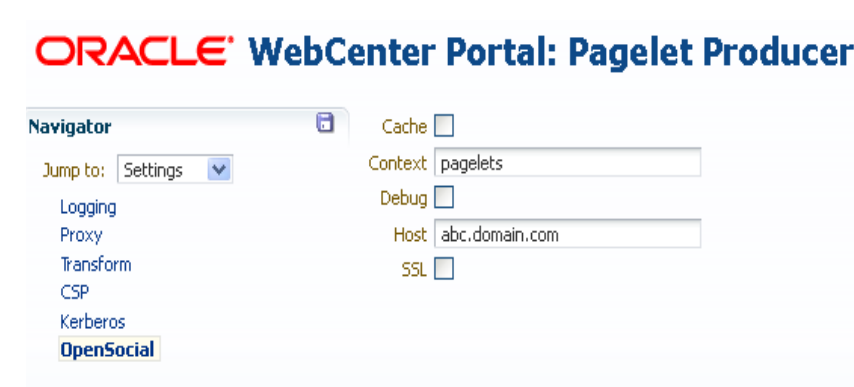 ORACLE WebCenter Portal: Pagelet Producer
Navigator
Jump to: Settings
Logging
Proxy
Transform
CSP
Kerberos
OpenSocial
Cache
Context pagelets
Debug
Host abc.domain.com
SSL